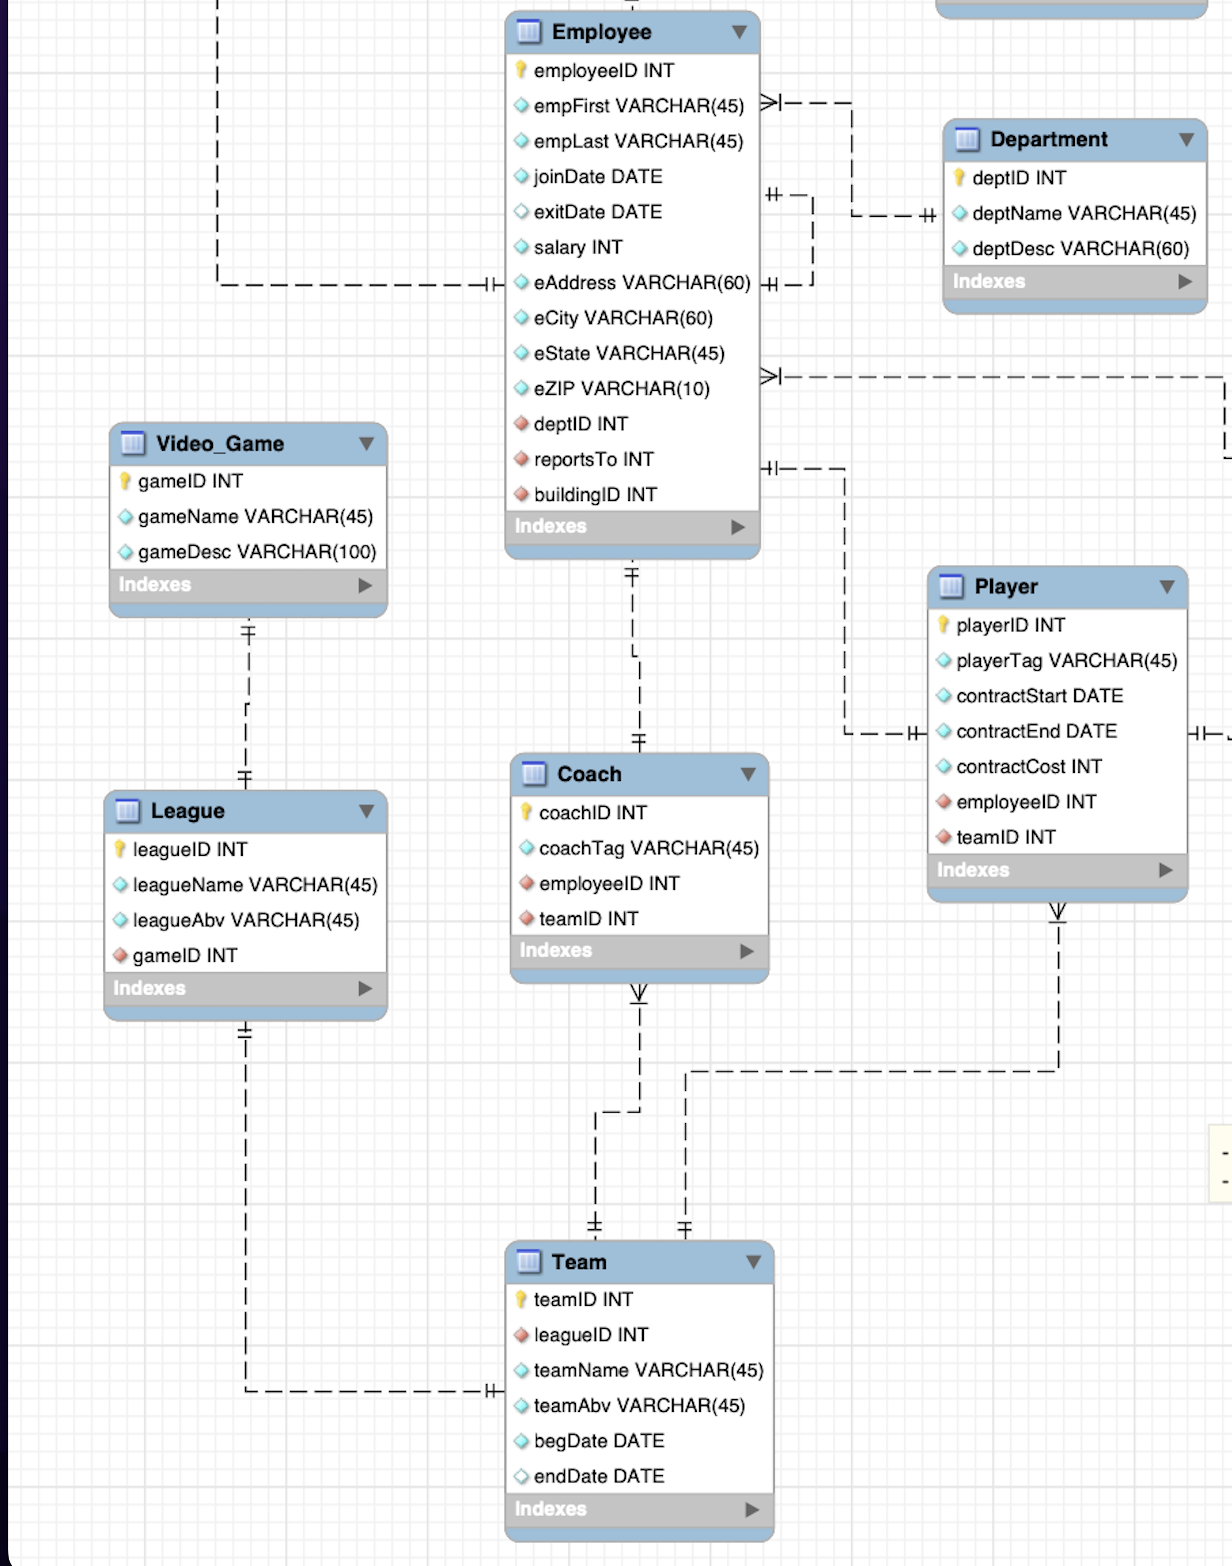 Employee
employeeID INT
empFirst VARCHAR(45)
empLast VARCHAR(45)
joinDate DATE
exitDate DATE
salary INT
eAddress VARCHAR(60)
eCity VARCHAR(60)
eState VARCHAR(45)
eZIP VARCHAR(10)
deptID INT
reportsTo INT
buildingID INT
Indexes
Department
deptID INT
deptName VARCHAR(45)
deptDesc VARCHAR(60)
Indexes
Video_Game
gameID INT
gameName VARCHAR(45)
gameDesc VARCHAR(100)
Indexes
Player
playerID INT
playerTag VARCHAR(45)
contractStart DATE
contractEnd DATE
contractCost INT
employeeID INT
teamID INT
Indexes
League
leagueID INT
leagueName VARCHAR(45)
leagueAbv VARCHAR(45)
gameID INT
Indexes
Coach
coachID INT
coachTag VARCHAR(45)
employeeID INT
teamID INT
Indexes
Team
teamID INT
leagueID INT
teamName VARCHAR(45)
teamAbv VARCHAR(45)
begDate DATE
endDate DATE
Indexes
-
-